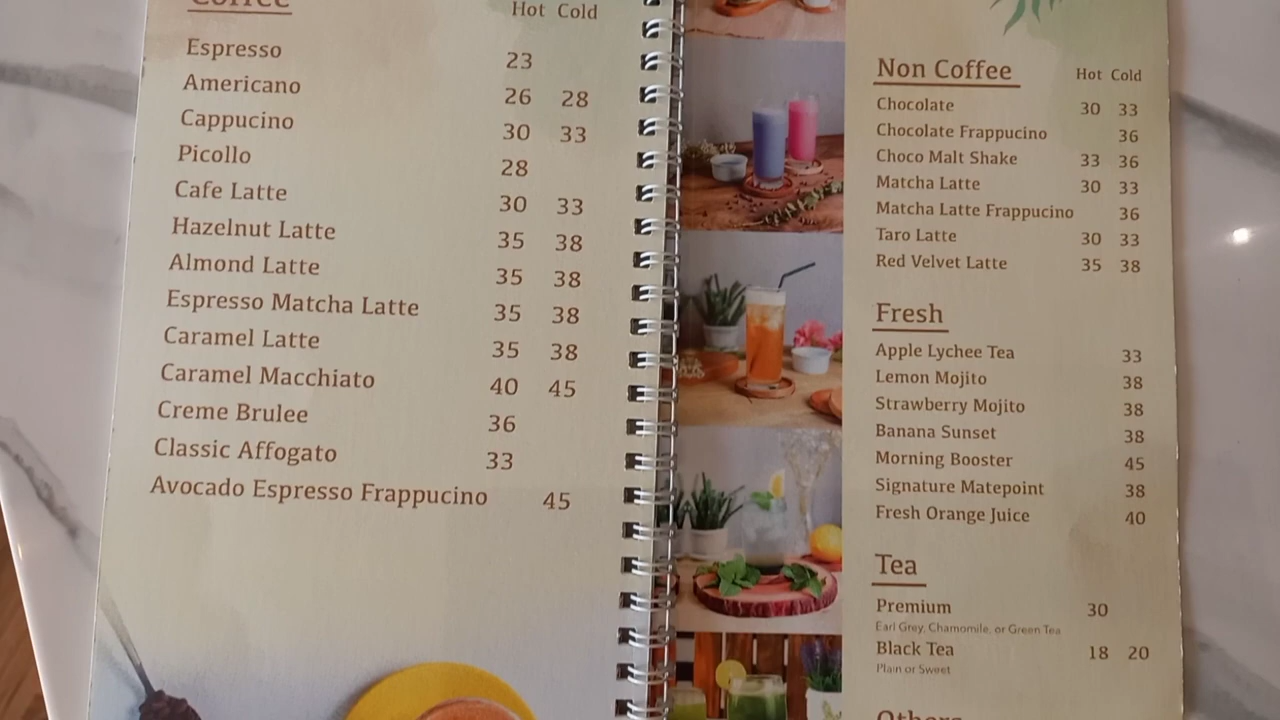 Coffee
Hot Cold
Espresso 23
Americano 26 28
Cappucino 30 33
Picollo 28
Cafe Latte 30 33
Hazelnut Latte 35 38
Almond Latte 35 38
Espresso Matcha Latte 35 38
Caramel Latte 35 38
Caramel Macchiato 40 45
Creme Brulee 36
Classic Affogato 33
Avocado Espresso Frappucino 45
Non Coffee Hot Cold
Chocolate 30 33
Chocolate Frappucino 36
Choco Malt Shake 33 36
Matcha Latte 30 33
Matcha Latte Frappucino 36
Taro Latte 30 33
Red Velvet Latte 35 38
Fresh
Apple Lychee Tea 33
Lemon Mojito 38
Strawberry Mojito 38
Banana Sunset 38
Morning Booster 45
Signature Matepoint 38
Fresh Orange Juice 40
Tea
Premium 30
Earl Grey, Chamomile, or Green Tea
Black Tea 18 20
Plain or Sweet
Others